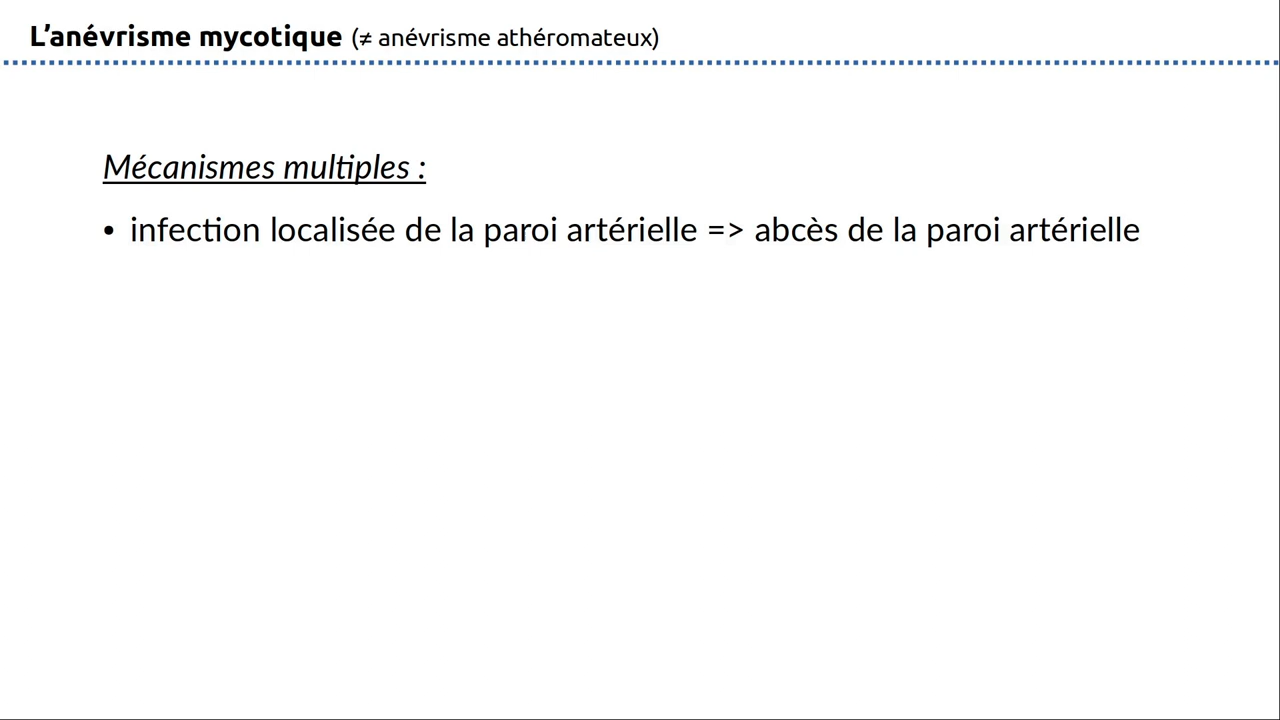 L’anévrisme mycotique (≠ anévrisme athéromateux)
Mécanismes multiples :
• infection localisée de la paroi artérielle => abcès de la paroi artérielle